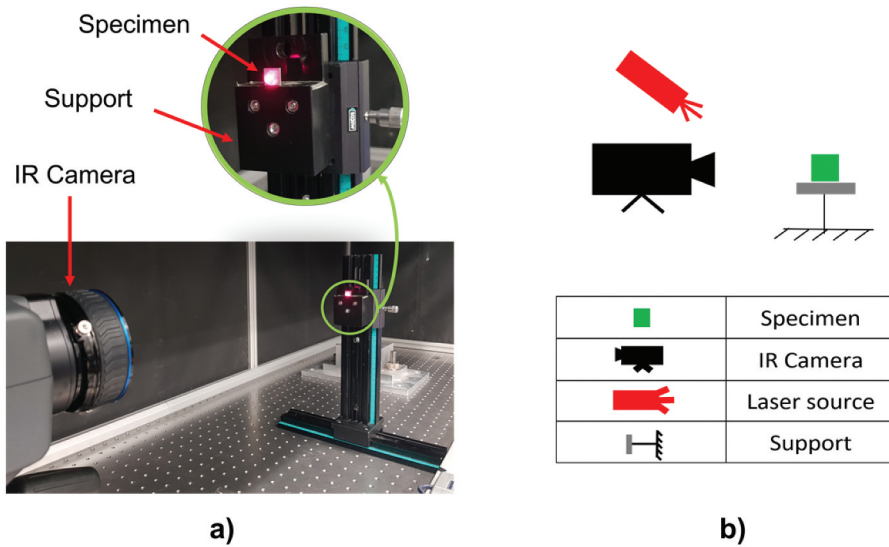 Specimen
Support
IR Camera
Specimen
IR Camera
Laser source
Support
a)
b)